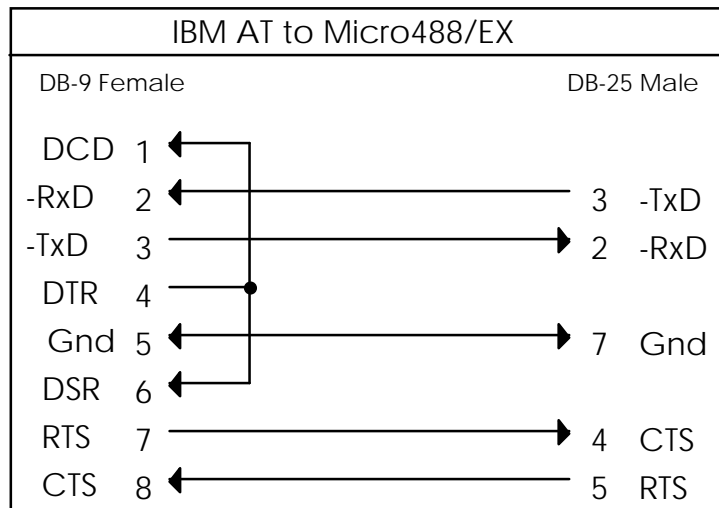 IBM AT to Micro488/EX
DB-9 Female DB-25 Male
DCD 1
-RxD 2 3 -TxD
-TxD 3 2 -RxD
DTR 4
Gnd 5 7 Gnd
DSR 6
RTS 7 4 CTS
CTS 8 5 RTS